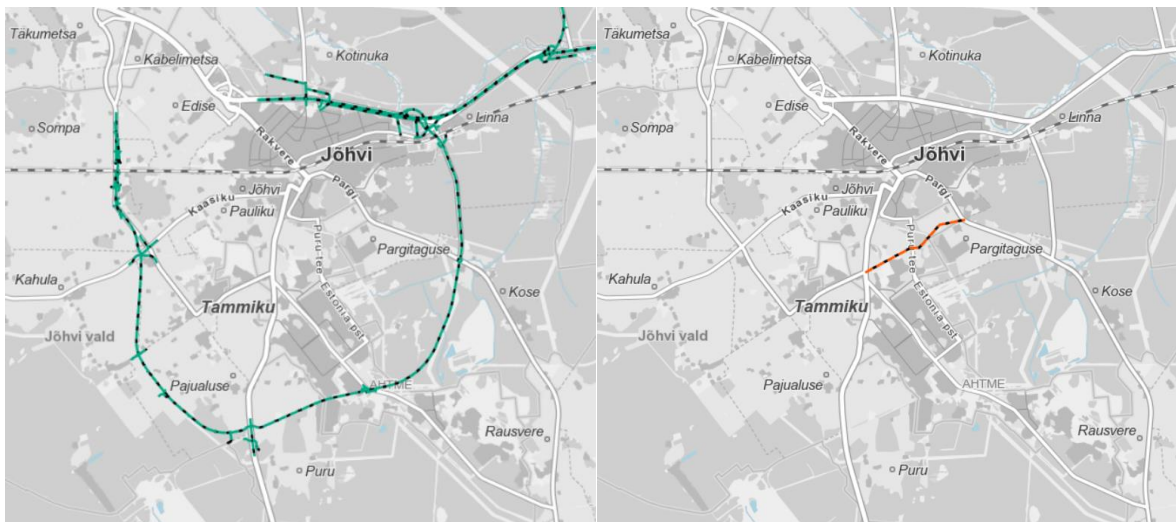 Täkumetsa
Kotinuka
Kabelimetsa
Edise
Linna
Sompa
Rakvere
Jõhvi
Pargi
Jõhvi
Kaasiku
Pauliku
Puru tee
Pargitaguse
Kahula
Kose
Tammiku
Estonia pst
Jõhvi vald
Pajualuse
AHTME
Rausvere
Puru
Täkumetsa
Kotinuka
Kabelimetsa
Edise
Linna
Sompa
Rakvere
Jõhvi
Pargi
Jõhvi
Kaasiku
Pauliku
Puru tee
Pargitaguse
Kahula
Kose
Tammiku
Estonia pst
Jõhvi vald
Pajualuse
AHTME
Rausvere
Puru